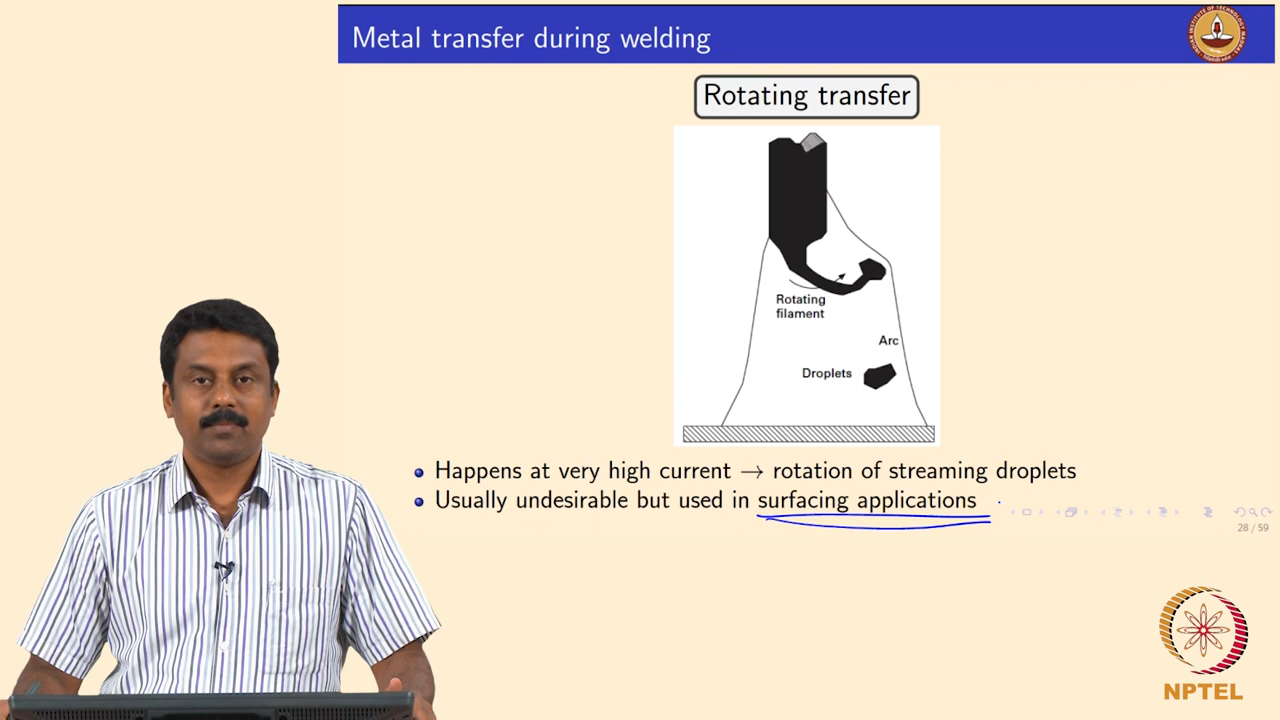 Metal transfer during welding
Rotating transfer
Rotating
filament
Arc
Droplets
• Happens at very high current → rotation of streaming droplets
• Usually undesirable but used in surfacing applications
28 / 59
NPTEL